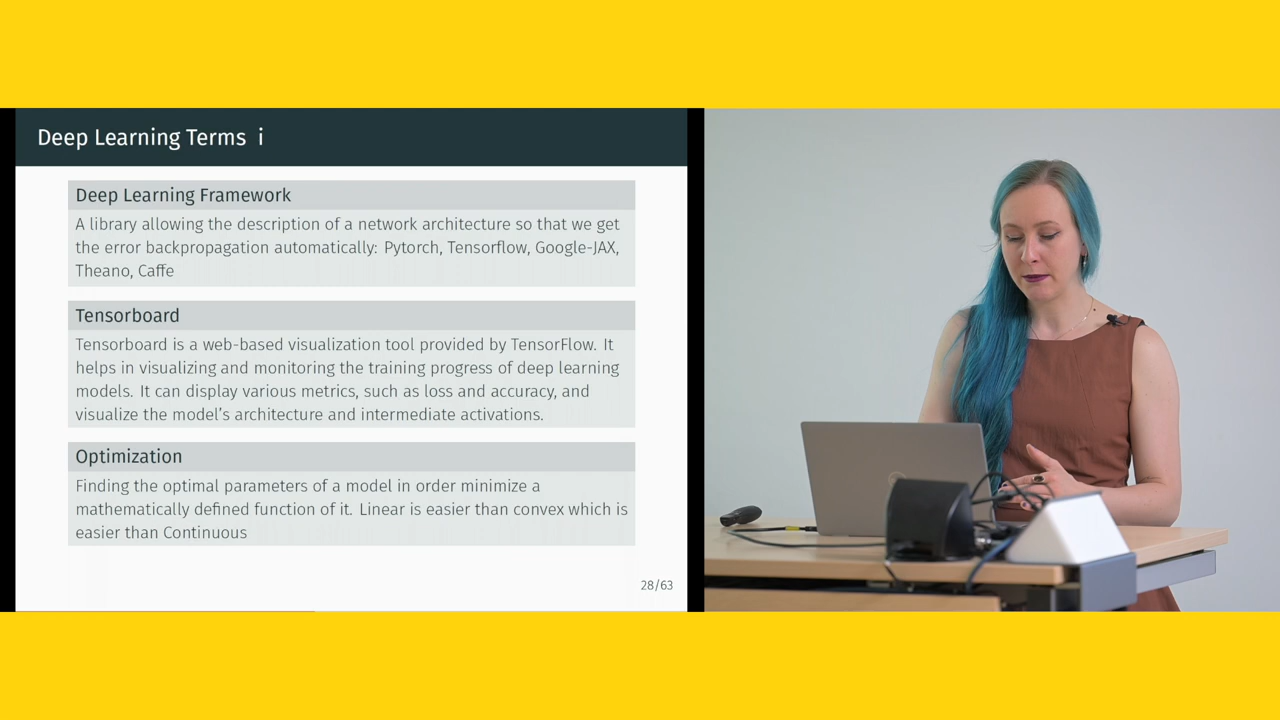 Deep Learning Terms i
Deep Learning Framework
A library allowing the description of a network architecture so that we get
the error backpropagation automatically: Pytorch, Tensorflow, Google-JAX,
Theano, Caffe
Tensorboard
Tensorboard is a web-based visualization tool provided by TensorFlow. It
helps in visualizing and monitoring the training progress of deep learning
models. It can display various metrics, such as loss and accuracy, and
visualize the model's architecture and intermediate activations.
Optimization
Finding the optimal parameters of a model in order minimize a
mathematically defined function of it. Linear is easier than convex which is
easier than Continuous
28/63